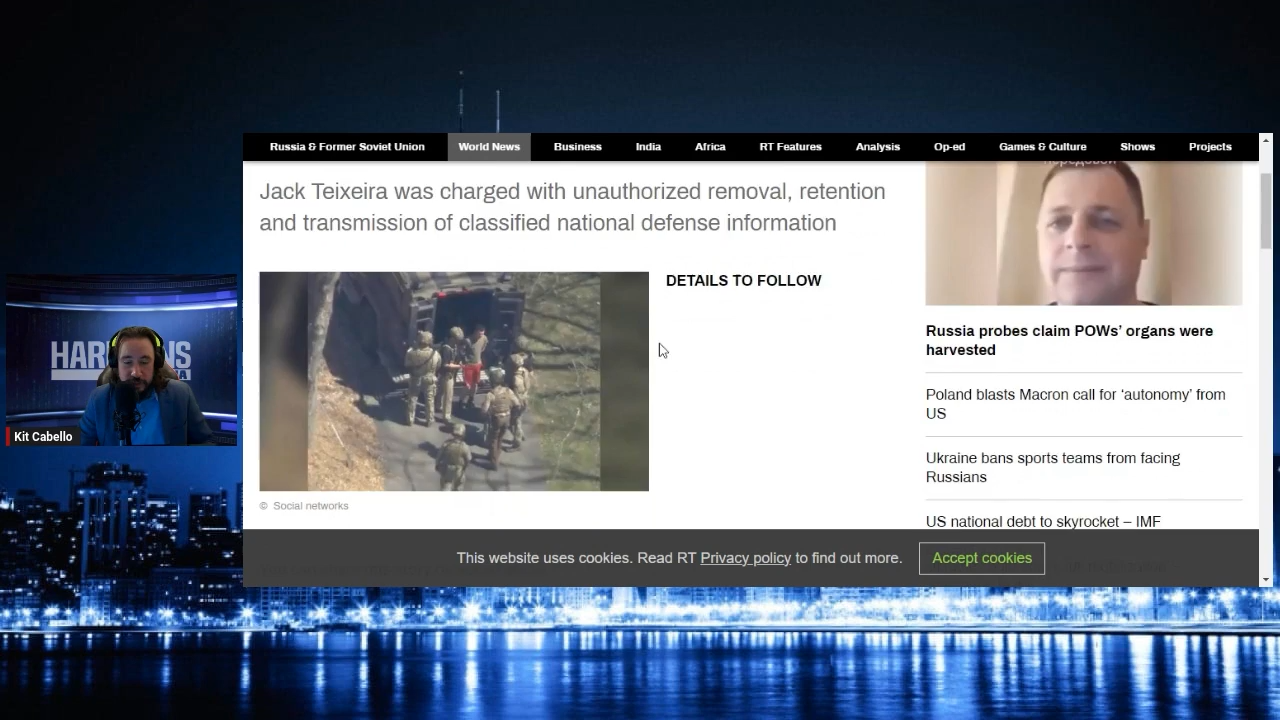 Russia & Former Soviet Union World News Business India Africa RT Features Analysis Op-ed Games & Culture Shows Projects
Jack Teixeira was charged with unauthorized removal, retention
and transmission of classified national defense information
DETAILS TO FOLLOW
© Social networks
Russia probes claim POWs’ organs were
harvested
Poland blasts Macron call for ‘autonomy’ from
US
Ukraine bans sports teams from facing
Russians
US national debt to skyrocket – IMF
This website uses cookies. Read RT Privacy policy to find out more. Accept cookies
Kit Cabello